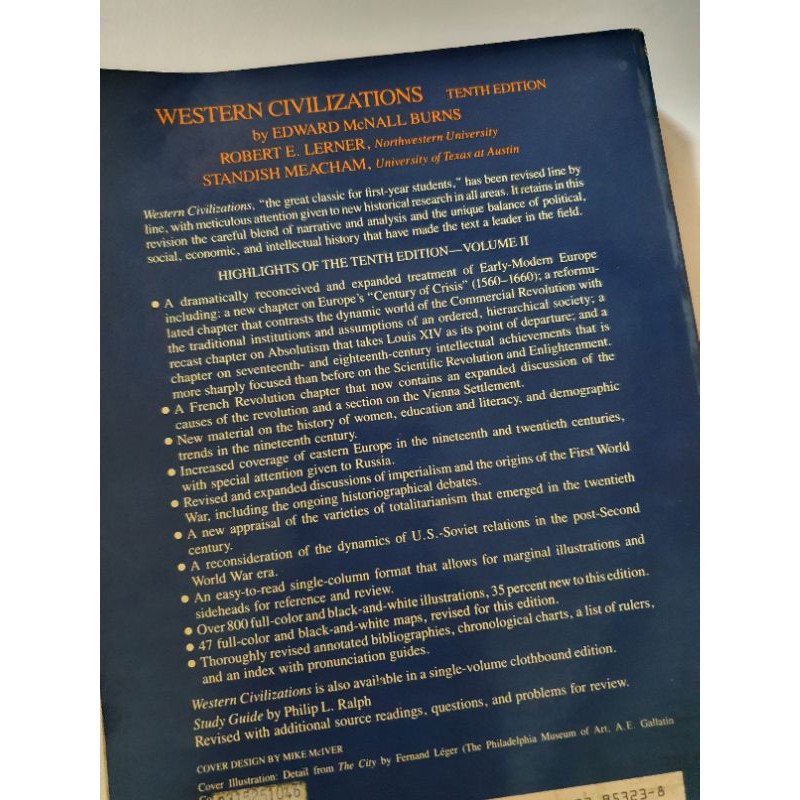 WESTERN CIVILIZATIONS TENTH EDITION
by EDWARD McNALL BURNS
ROBERT E. LERNER, Northwestern University
STANDISH MEACHAM, University of Texas at Austin
Western Civilizations, “the great classic for first-year students,” has been revised line by
line, with meticulous attention given to new historical research in all areas. It retains in this
revision the careful blend of narrative and analysis and the unique balance of political,
social, economic, and intellectual history that have made the text a leader in the field.
HIGHLIGHTS OF THE TENTH EDITION—VOLUME II
● A dramatically reconceived and expanded treatment of Early-Modern Europe
including: a new chapter on Europe's “Century of Crisis” (1560–1660); a reformu-
lated chapter that contrasts the dynamic world of the Commercial Revolution with
the traditional institutions and assumptions of an ordered, hierarchical society; a
recast chapter on Absolutism that takes Louis XIV as its point of departure; and a
chapter on seventeenth- and eighteenth-century intellectual achievements that is
more sharply focused than before on the Scientific Revolution and Enlightenment.
● A French Revolution chapter that now contains an expanded discussion of the
causes of the revolution and a section on the Vienna Settlement.
● New material on the history of women, education and literacy, and demographic
trends in the nineteenth century.
● Increased coverage of eastern Europe in the nineteenth and twentieth centuries,
with special attention given to Russia.
● Revised and expanded discussions of imperialism and the origins of the First World
War, including the ongoing historiographical debates.
● A new appraisal of the varieties of totalitarianism that emerged in the twentieth
century.
● A reconsideration of the dynamics of U.S.-Soviet relations in the post-Second
World War era.
● An easy-to-read single-column format that allows for marginal illustrations and
sideheads for reference and review.
● Over 800 full-color and black-and-white illustrations, 35 percent new to this edition.
● 47 full-color and black-and-white maps, revised for this edition.
● Thoroughly revised annotated bibliographies, chronological charts, a list of rulers,
and an index with pronunciation guides.
Western Civilizations is also available in a single-volume clothbound edition.
Study Guide by Philip L. Ralph
Revised with additional source readings, questions, and problems for review.
COVER DESIGN BY MIKE McIVER
Cover Illustration: Detail from The City by Fernand Léger (The Philadelphia Museum of Art, A.E. Gallatin
85323-8